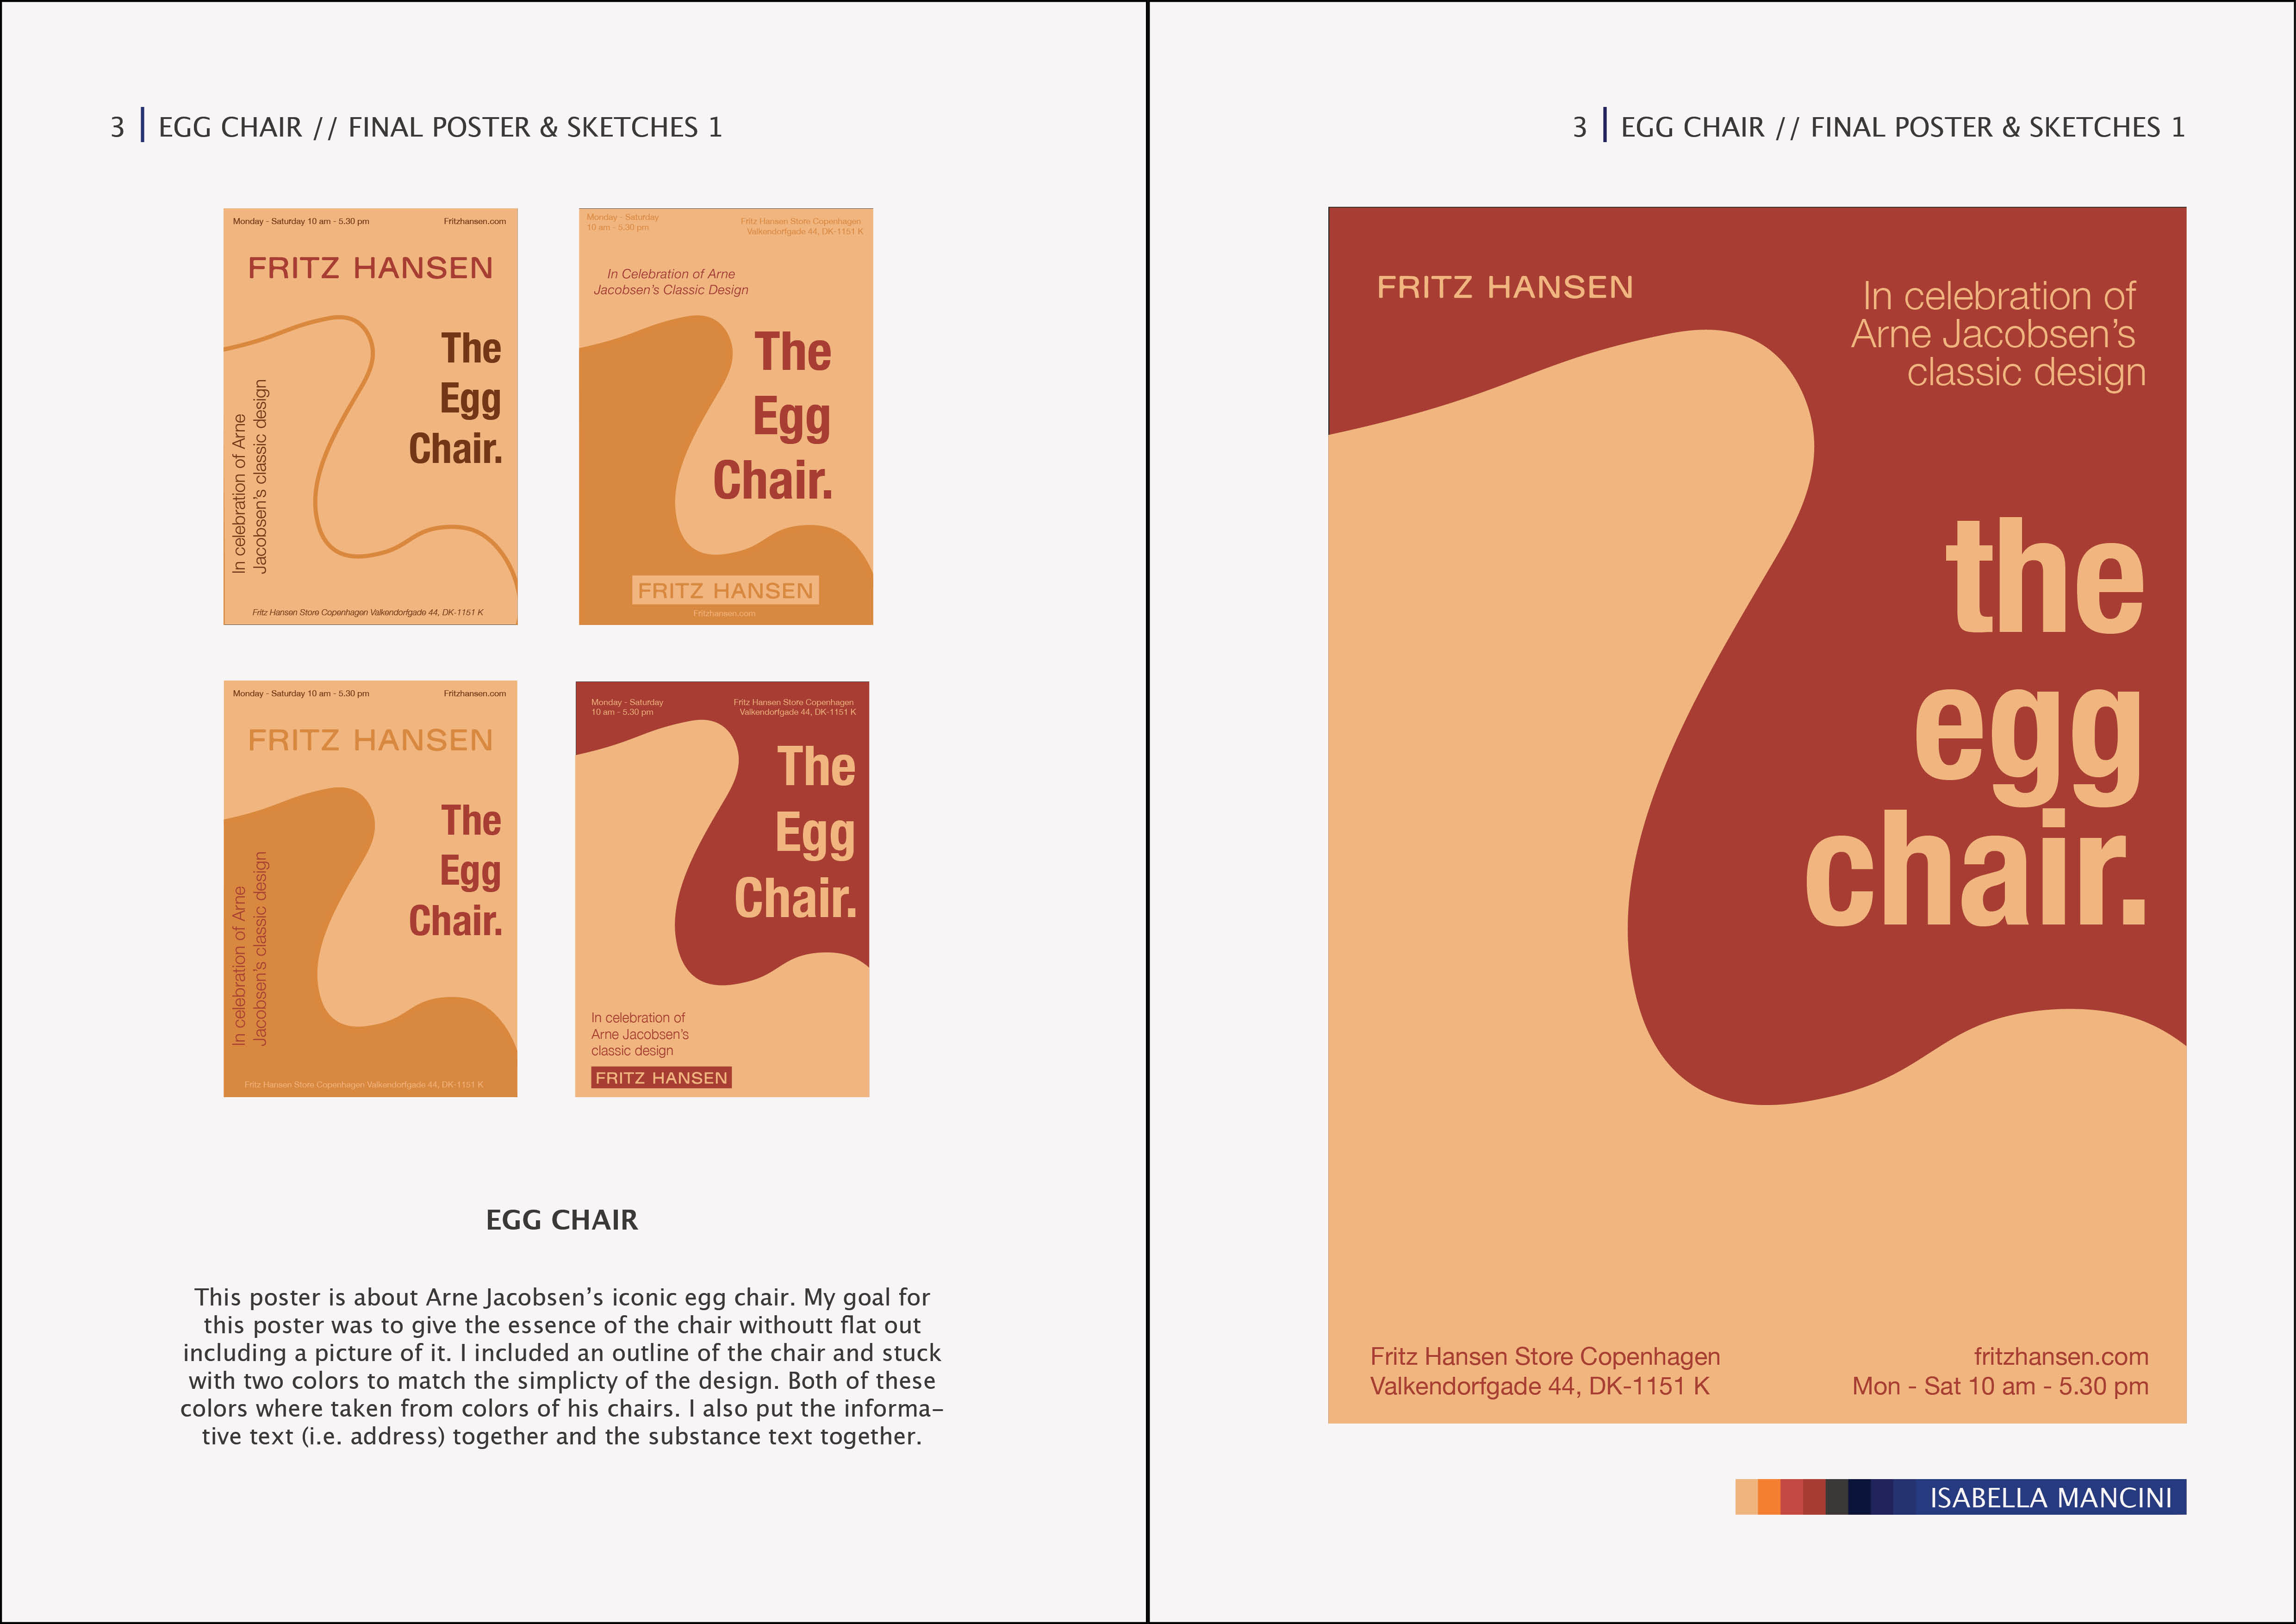 3 | EGG CHAIR // FINAL POSTER & SKETCHES 1
Monday - Saturday 10 am - 5.30 pm
Fritzhansen.com
FRITZ HANSEN
The
Egg
Chair.
In celebration of Arne
Jacobsen's classic design
Fritz Hansen Store Copenhagen Valkendorfgade 44, DK-1151 K
Monday - Saturday
10 am - 5.30 pm
Fritz Hansen Store Copenhagen
Valkendorfgade 44, DK-1151 K
In Celebration of Arne
Jacobsen's Classic Design
The
Egg
Chair.
FRITZ HANSEN
Fritzhansen.com
Monday - Saturday 10 am - 5.30 pm
Fritzhansen.com
FRITZ HANSEN
The
Egg
Chair.
In celebration of Arne
Jacobsen's classic design
Fritz Hansen Store Copenhagen Valkendorfgade 44, DK-1151 K
Monday - Saturday
10 am - 5.30 pm
Fritz Hansen Store Copenhagen
Valkendorfgade 44, DK-1151 K
The
Egg
Chair.
In celebration of
Arne Jacobsen's
classic design
FRITZ HANSEN
EGG CHAIR
This poster is about Arne Jacobsen's iconic egg chair. My goal for
this poster was to give the essence of the chair withoutt flat out
including a picture of it. I included an outline of the chair and stuck
with two colors to match the simplicty of the design. Both of these
colors where taken from colors of his chairs. I also put the informa-
tive text (i.e. address) together and the substance text together.
3 | EGG CHAIR // FINAL POSTER & SKETCHES 1
FRITZ HANSEN
In celebration of
Arne Jacobsen's
classic design
the
egg
chair.
Fritz Hansen Store Copenhagen
Valkendorfgade 44, DK-1151 K
fritzhansen.com
Mon - Sat 10 am - 5.30 pm
ISABELLA MANCINI